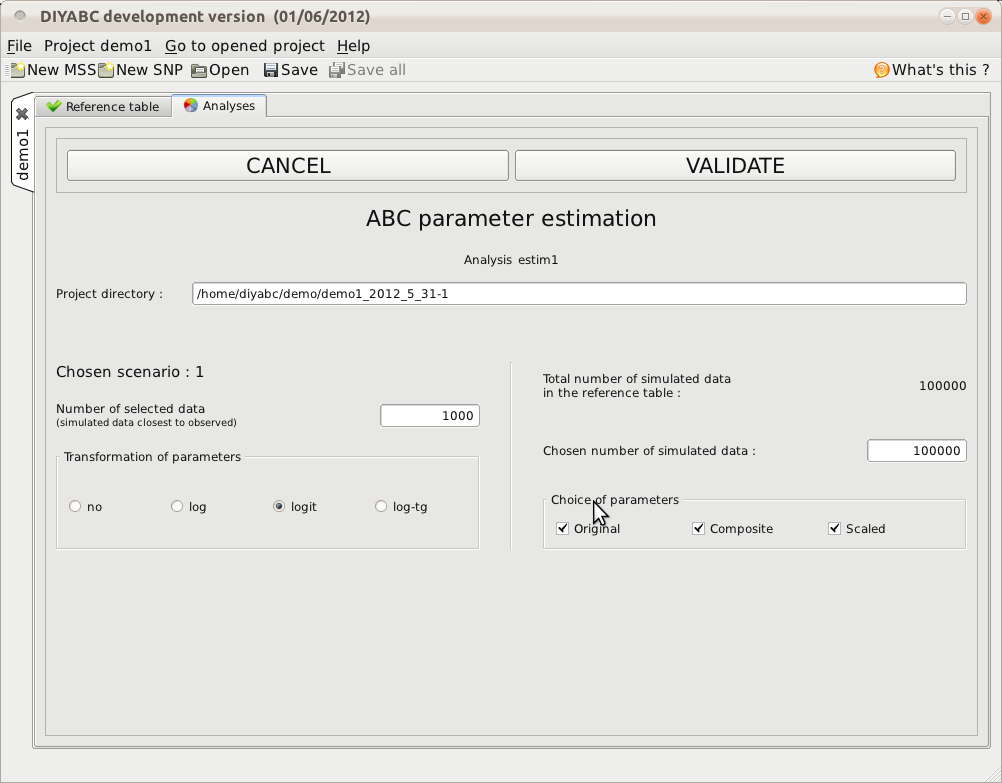 DIYABC development version (01/06/2012)
File Project demo1 Go to opened project Help
New MSS New SNP Open Save Save all What's this ?
demo1
Reference table Analyses
CANCEL VALIDATE
ABC parameter estimation
Analysis estim1
Project directory : /home/diyabc/demo/demo1_2012_5_31-1
Chosen scenario : 1
Number of selected data
(simulated data closest to observed)
1000
Transformation of parameters
no log logit log-tg
Total number of simulated data
in the reference table :
100000
Chosen number of simulated data : 100000
Choice of parameters
Original Composite Scaled